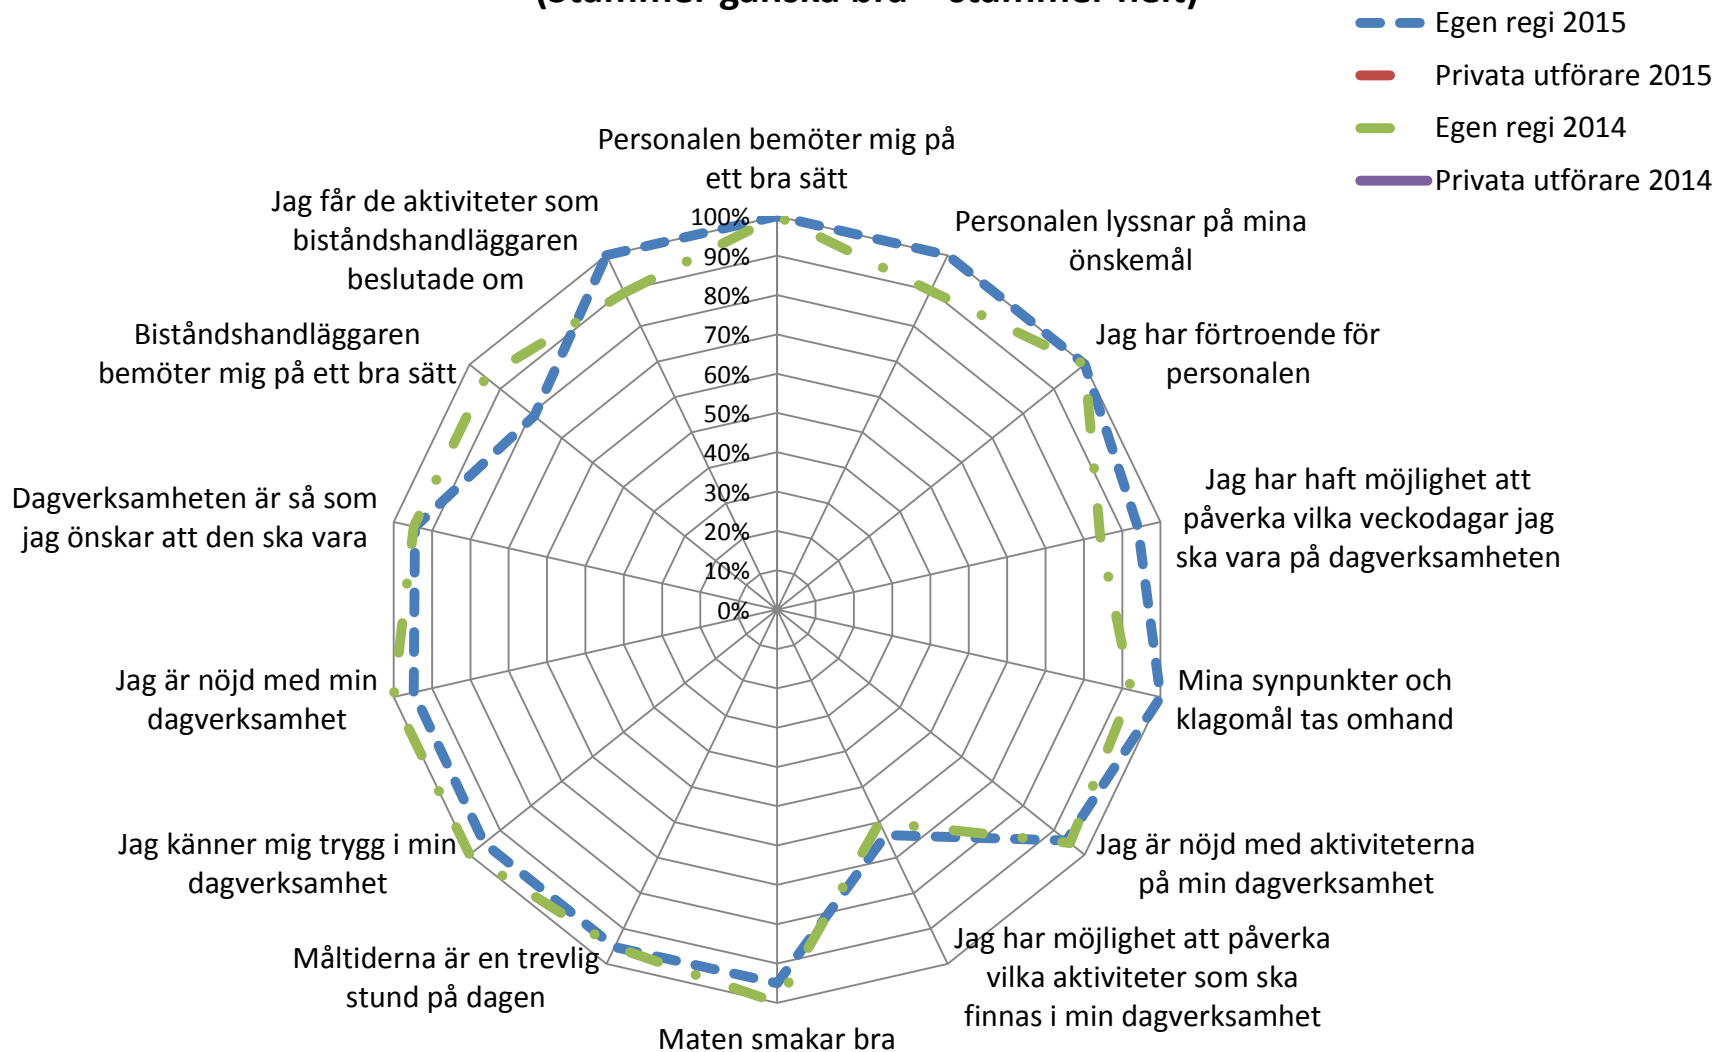 (Stämmer ganska bra – stämmer helt)
Egen regi 2015
Privata utförare 2015
Egen regi 2014
Privata utförare 2014
Personalen bemöter mig på
ett bra sätt
Personalen lyssnar på mina
önskemål
Jag har förtroende för
personalen
Jag har haft möjlighet att
påverka vilka veckodagar jag
ska vara på dagverksamheten
Mina synpunkter och
klagomål tas omhand
Jag är nöjd med aktiviteterna
på min dagverksamhet
Jag har möjlighet att påverka
vilka aktiviteter som ska
finnas i min dagverksamhet
Maten smakar bra
Måltiderna är en trevlig
stund på dagen
Jag känner mig trygg i min
dagverksamhet
Jag är nöjd med min
dagverksamhet
Dagverksamheten är så som
jag önskar att den ska vara
Biståndshandläggaren
bemöter mig på ett bra sätt
Jag får de aktiviteter som
biståndshandläggaren
beslutade om
100%
90%
80%
70%
60%
50%
40%
30%
20%
10%
0%